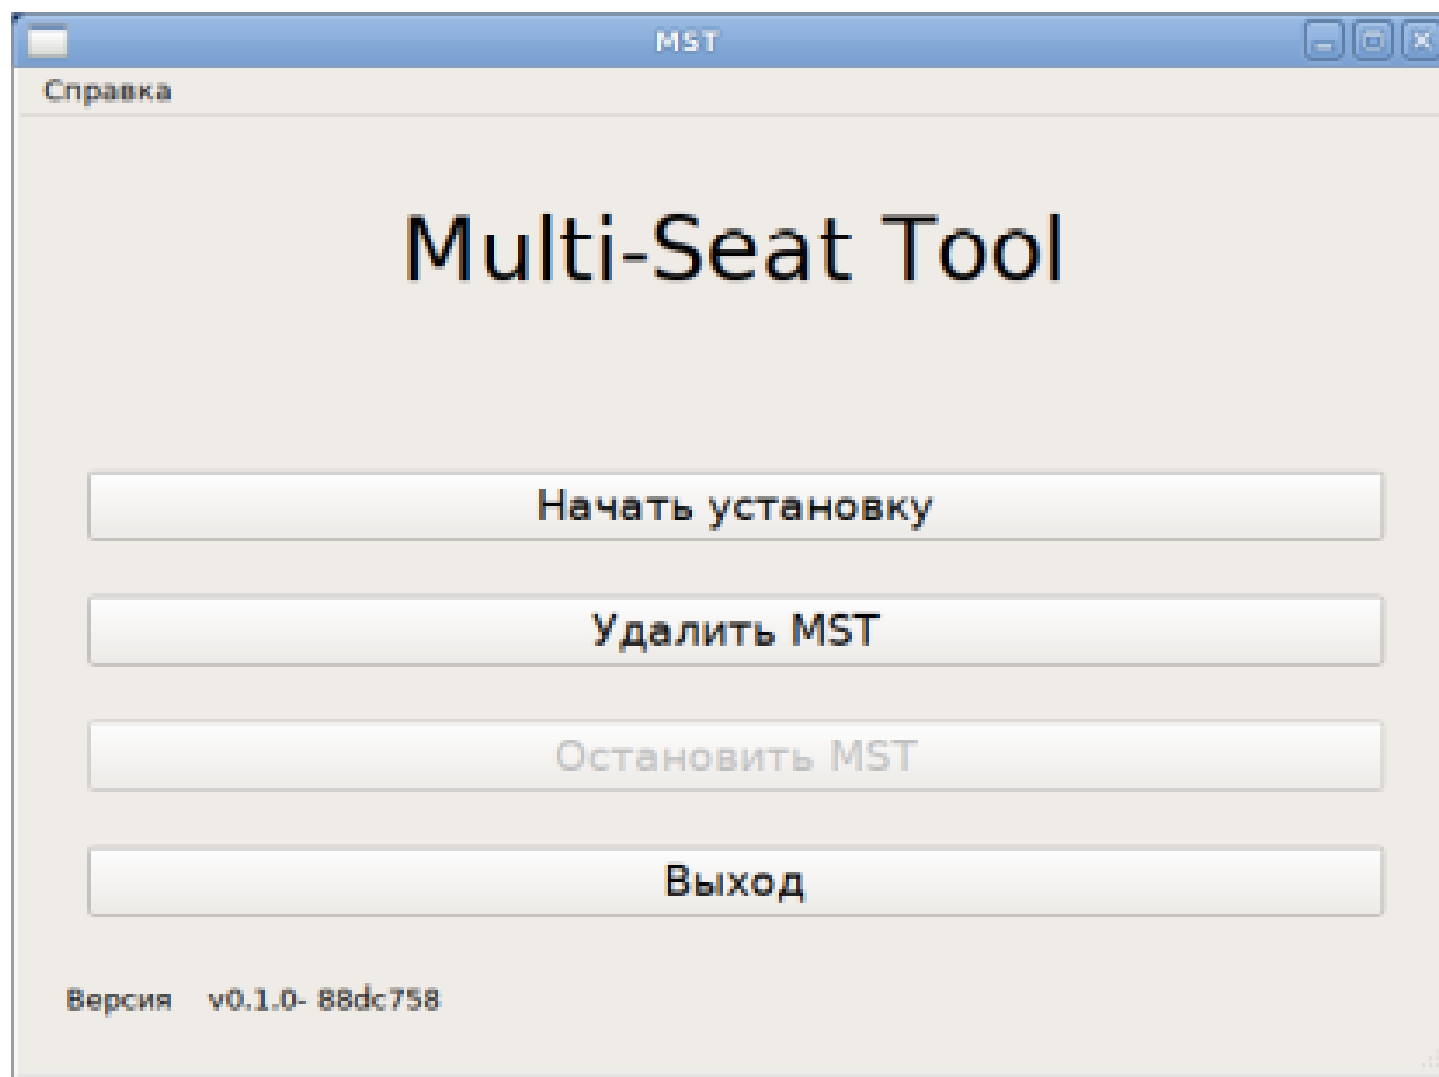 MST
Справка
Multi-Seat Tool
Начать установку
Удалить MST
Остановить MST
Выход
Версия v0.1.0- 88dc758